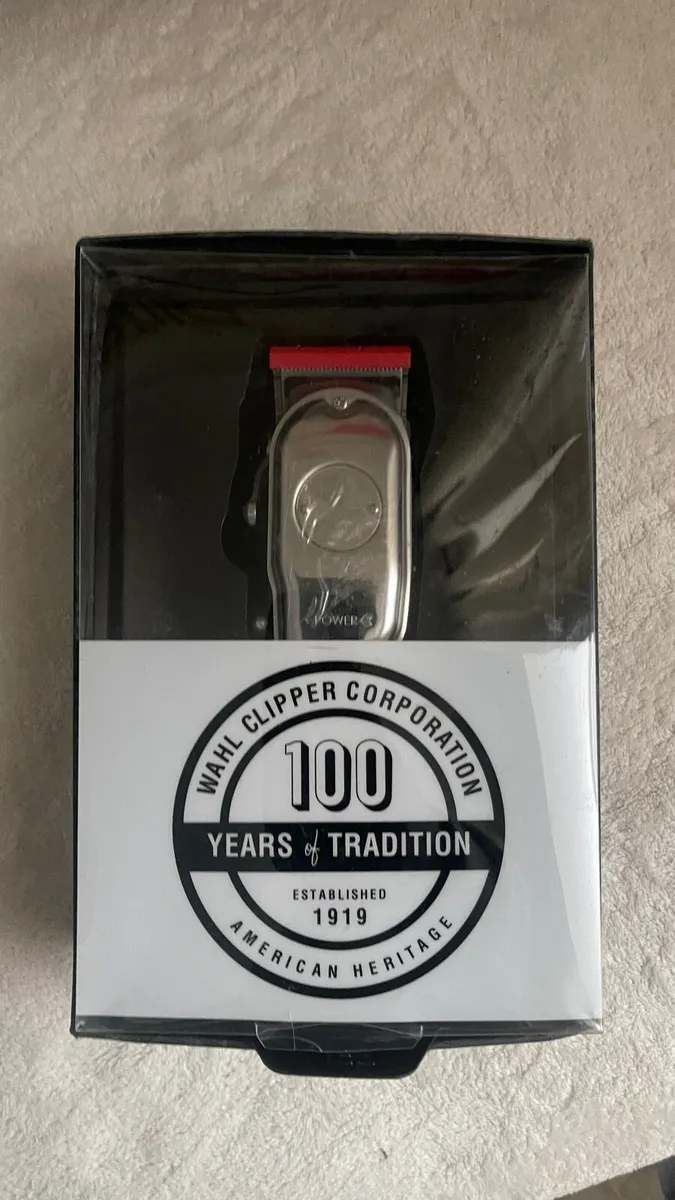 POWER
WAHL CLIPPER CORPORATION
100
YEARS of TRADITION
ESTABLISHED
1919
AMERICAN HERITAGE